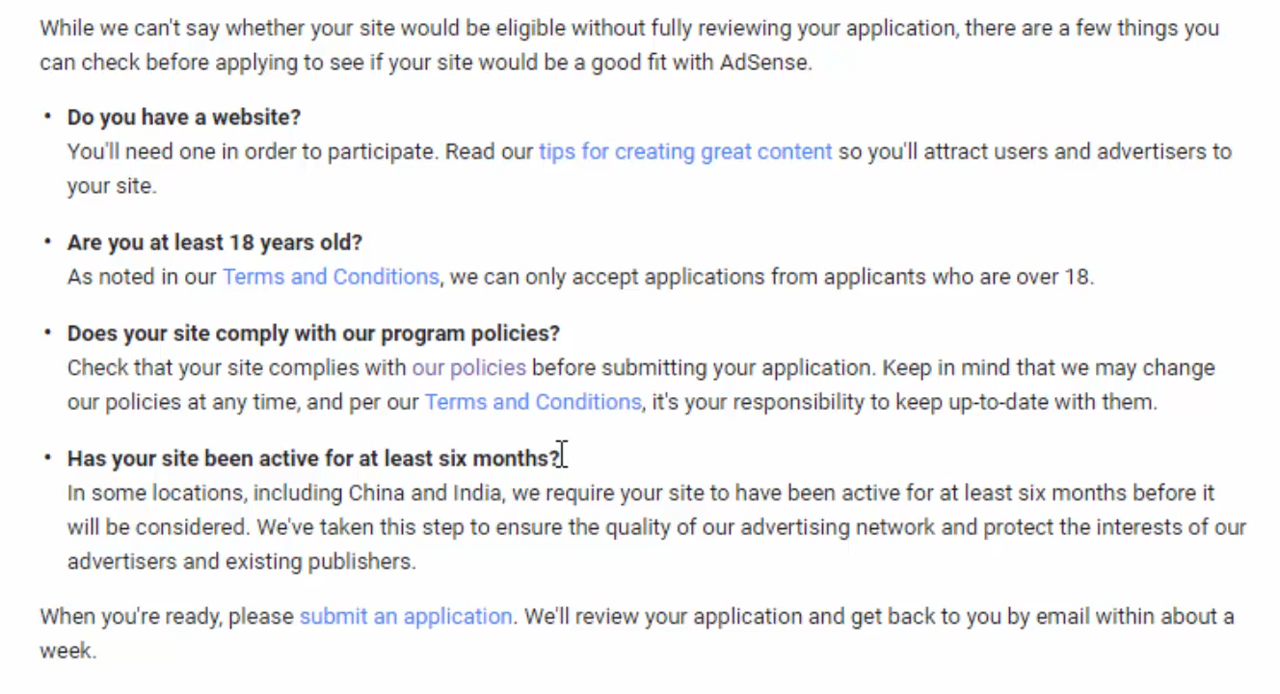 While we can't say whether your site would be eligible without fully reviewing your application, there are a few things you
can check before applying to see if your site would be a good fit with AdSense.
• Do you have a website?
You'll need one in order to participate. Read our tips for creating great content so you'll attract users and advertisers to
your site.
• Are you at least 18 years old?
As noted in our Terms and Conditions, we can only accept applications from applicants who are over 18.
• Does your site comply with our program policies?
Check that your site complies with our policies before submitting your application. Keep in mind that we may change
our policies at any time, and per our Terms and Conditions, it's your responsibility to keep up-to-date with them.
• Has your site been active for at least six months?
In some locations, including China and India, we require your site to have been active for at least six months before it
will be considered. We've taken this step to ensure the quality of our advertising network and protect the interests of our
advertisers and existing publishers.
When you're ready, please submit an application. We'll review your application and get back to you by email within about a
week.